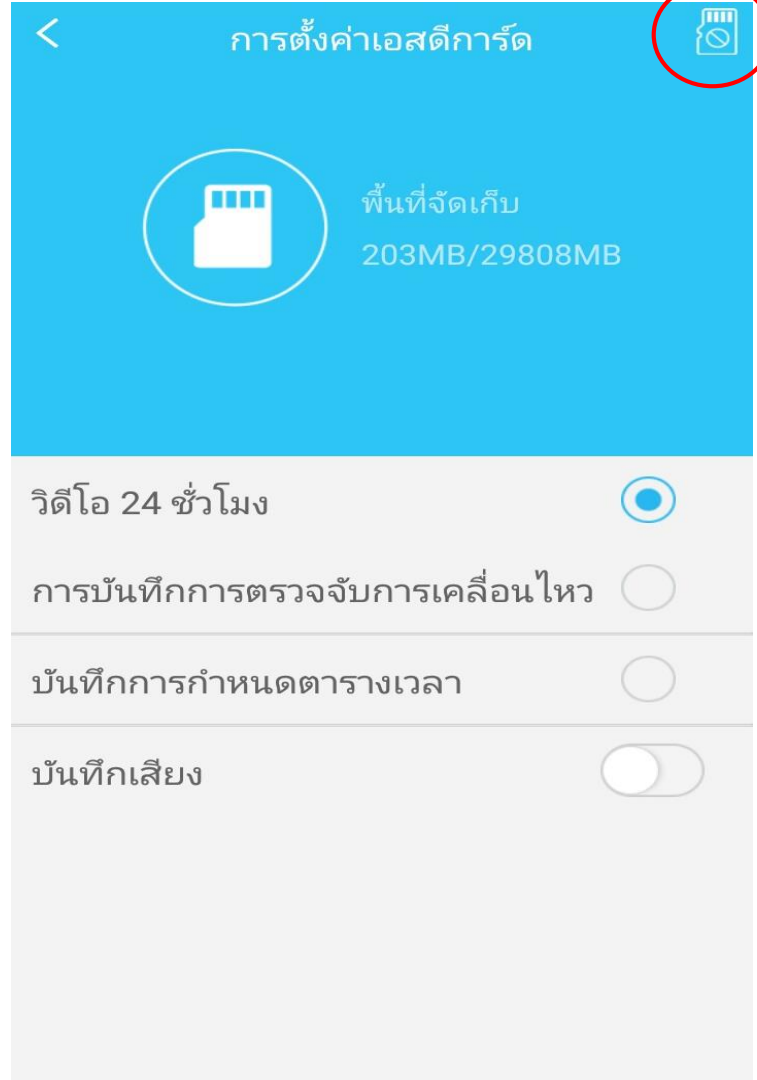 การตั้งค่าเอสดีการ์ด
พื้นที่จัดเก็บ
203MB/29808MB
วิดีโอ 24 ชั่วโมง
การบันทึกการตรวจจับการเคลื่อนไหว
บันทึกการกำหนดตารางเวลา
บันทึกเสียง